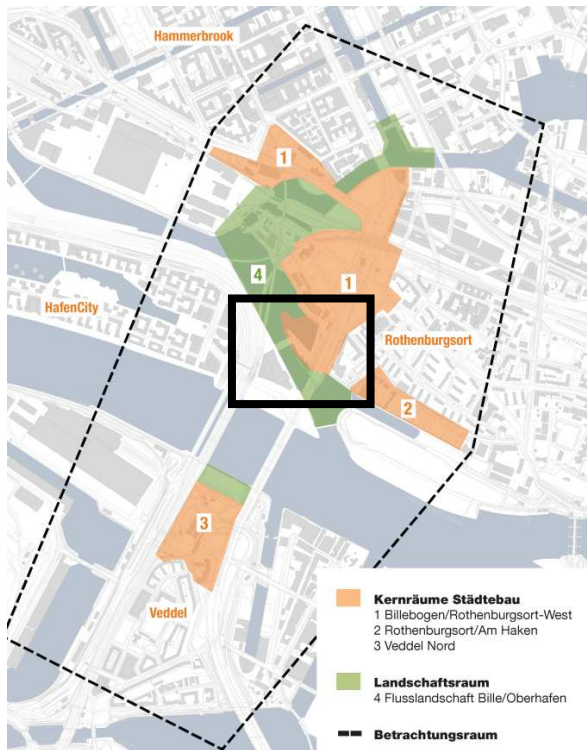 Hammerbrook
1
4
1
HafenCity
Rothenburgsort
2
3
Veddel
Kernräume Städtebau
1 Billebogen/Rothenburgsort-West
2 Rothenburgsort/Am Haken
3 Veddel Nord
Landschaftsraum
4 Flusslandschaft Bille/Oberhafen
Betrachtungsraum